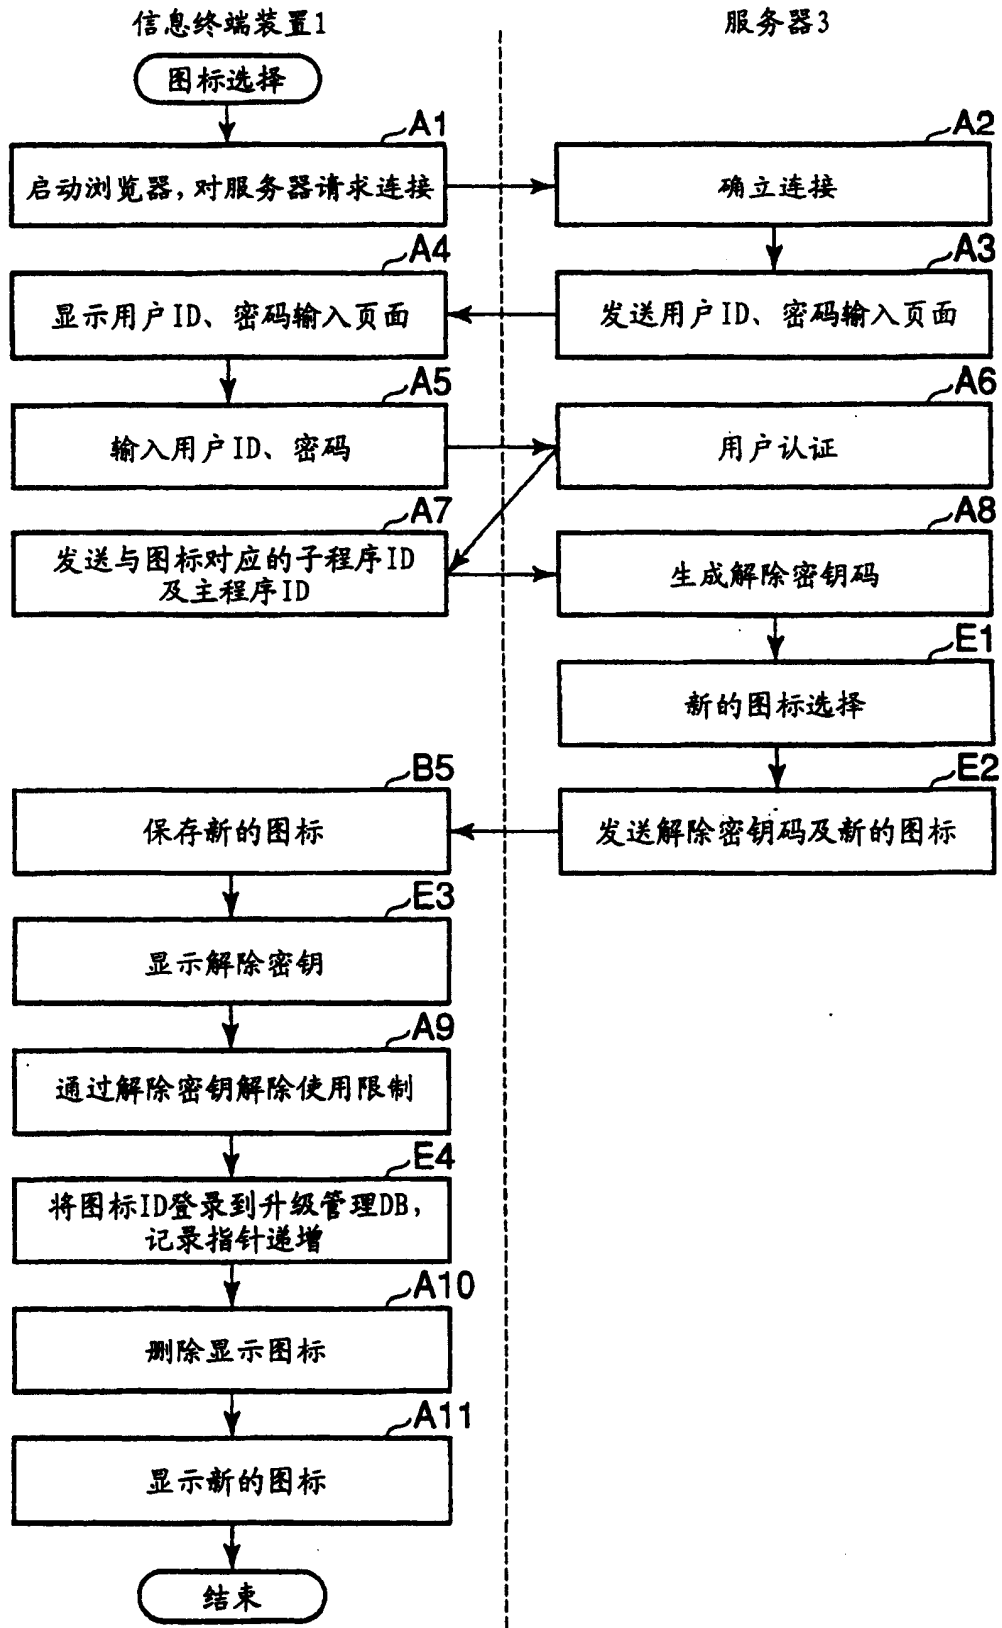 信息终端装置1
服务器3
图标选择
A1
启动浏览器,对服务器请求连接
A2
确立连接
A3
发送用户ID、密码输入页面
A4
显示用户ID、密码输入页面
A5
输入用户ID、密码
A6
用户认证
A7
发送与图标对应的子程序ID
及主程序ID
A8
生成解除密钥码
E1
新的图标选择
E2
发送解除密钥码及新的图标
B5
保存新的图标
E3
显示解除密钥
A9
通过解除密钥解除使用限制
E4
将图标ID登录到升级管理DB,
记录指针递增
A10
删除显示图标
A11
显示新的图标
结束